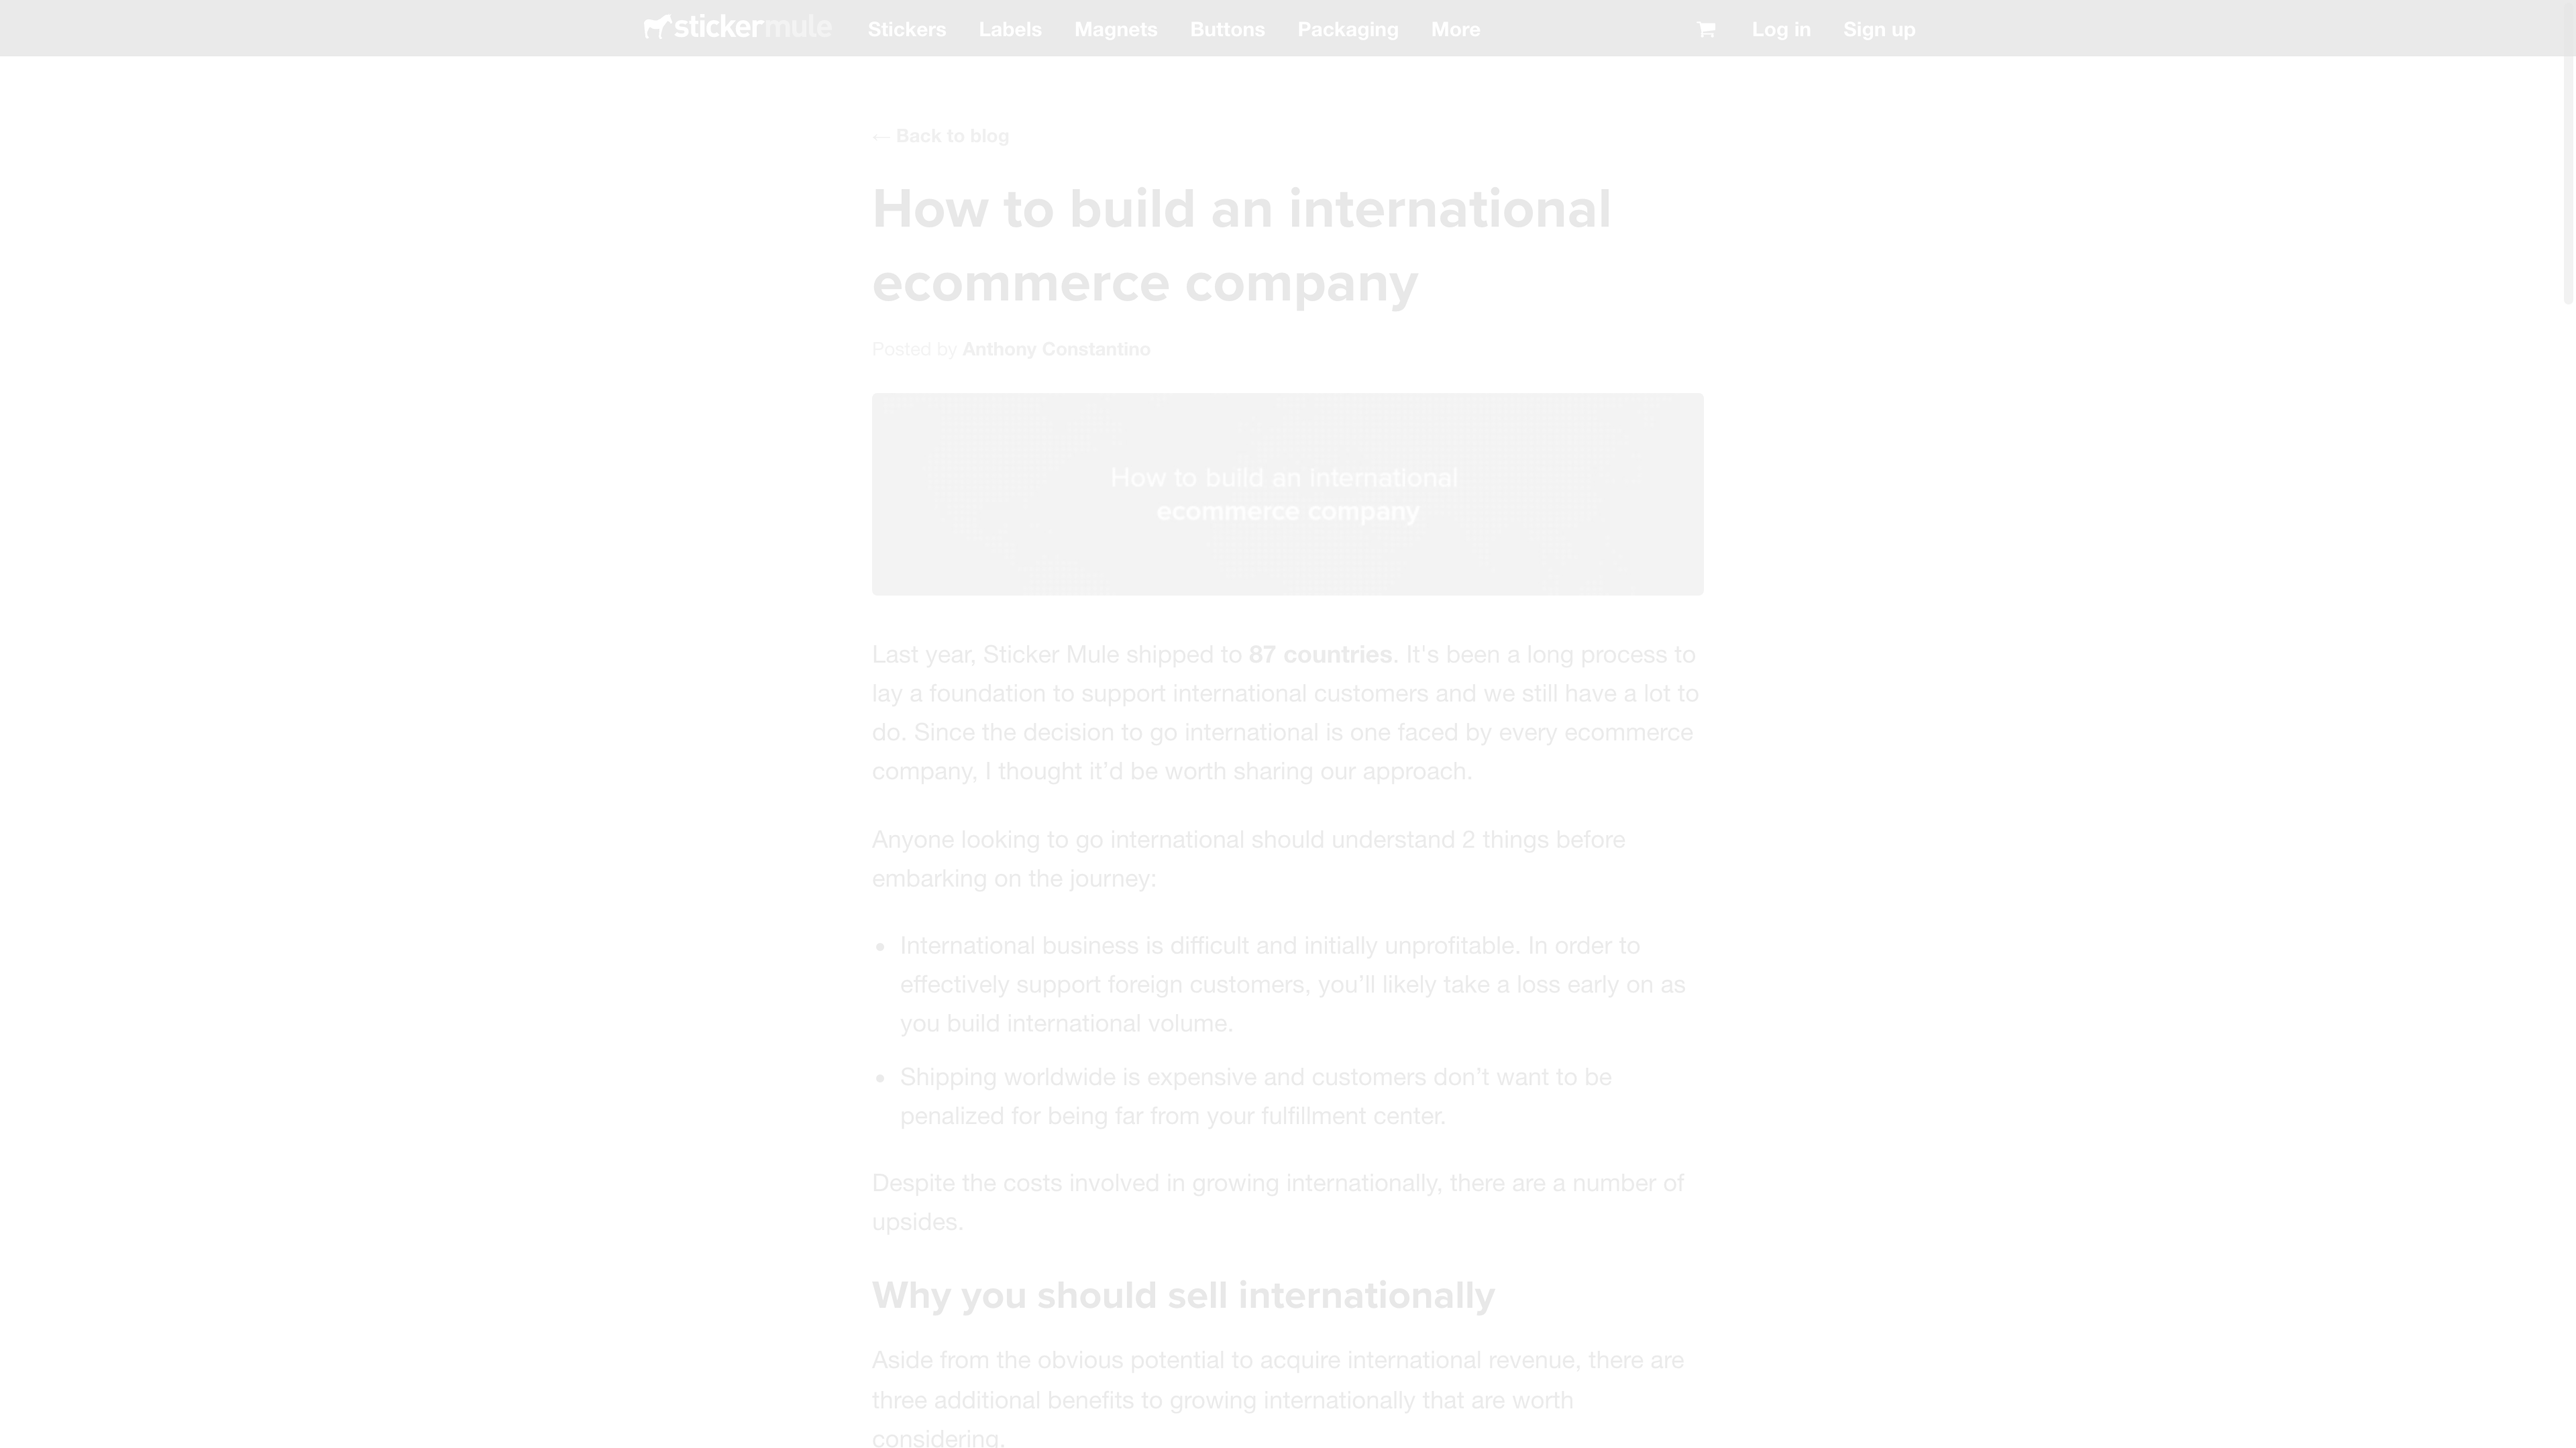 stickermule Stickers Labels Magnets Buttons Packaging More Log in Sign up
← Back to blog
How to build an international
ecommerce company
Posted by Anthony Constantino
How to build an international
ecommerce company
Last year, Sticker Mule shipped to 87 countries. It's been a long process to
lay a foundation to support international customers and we still have a lot to
do. Since the decision to go international is one faced by every ecommerce
company, I thought it’d be worth sharing our approach.
Anyone looking to go international should understand 2 things before
embarking on the journey:
• International business is difficult and initially unprofitable. In order to
effectively support foreign customers, you’ll likely take a loss early on as
you build international volume.
• Shipping worldwide is expensive and customers don’t want to be
penalized for being far from your fulfillment center.
Despite the costs involved in growing internationally, there are a number of
upsides.
Why you should sell internationally
Aside from the obvious potential to acquire international revenue, there are
three additional benefits to growing internationally that are worth
considering.